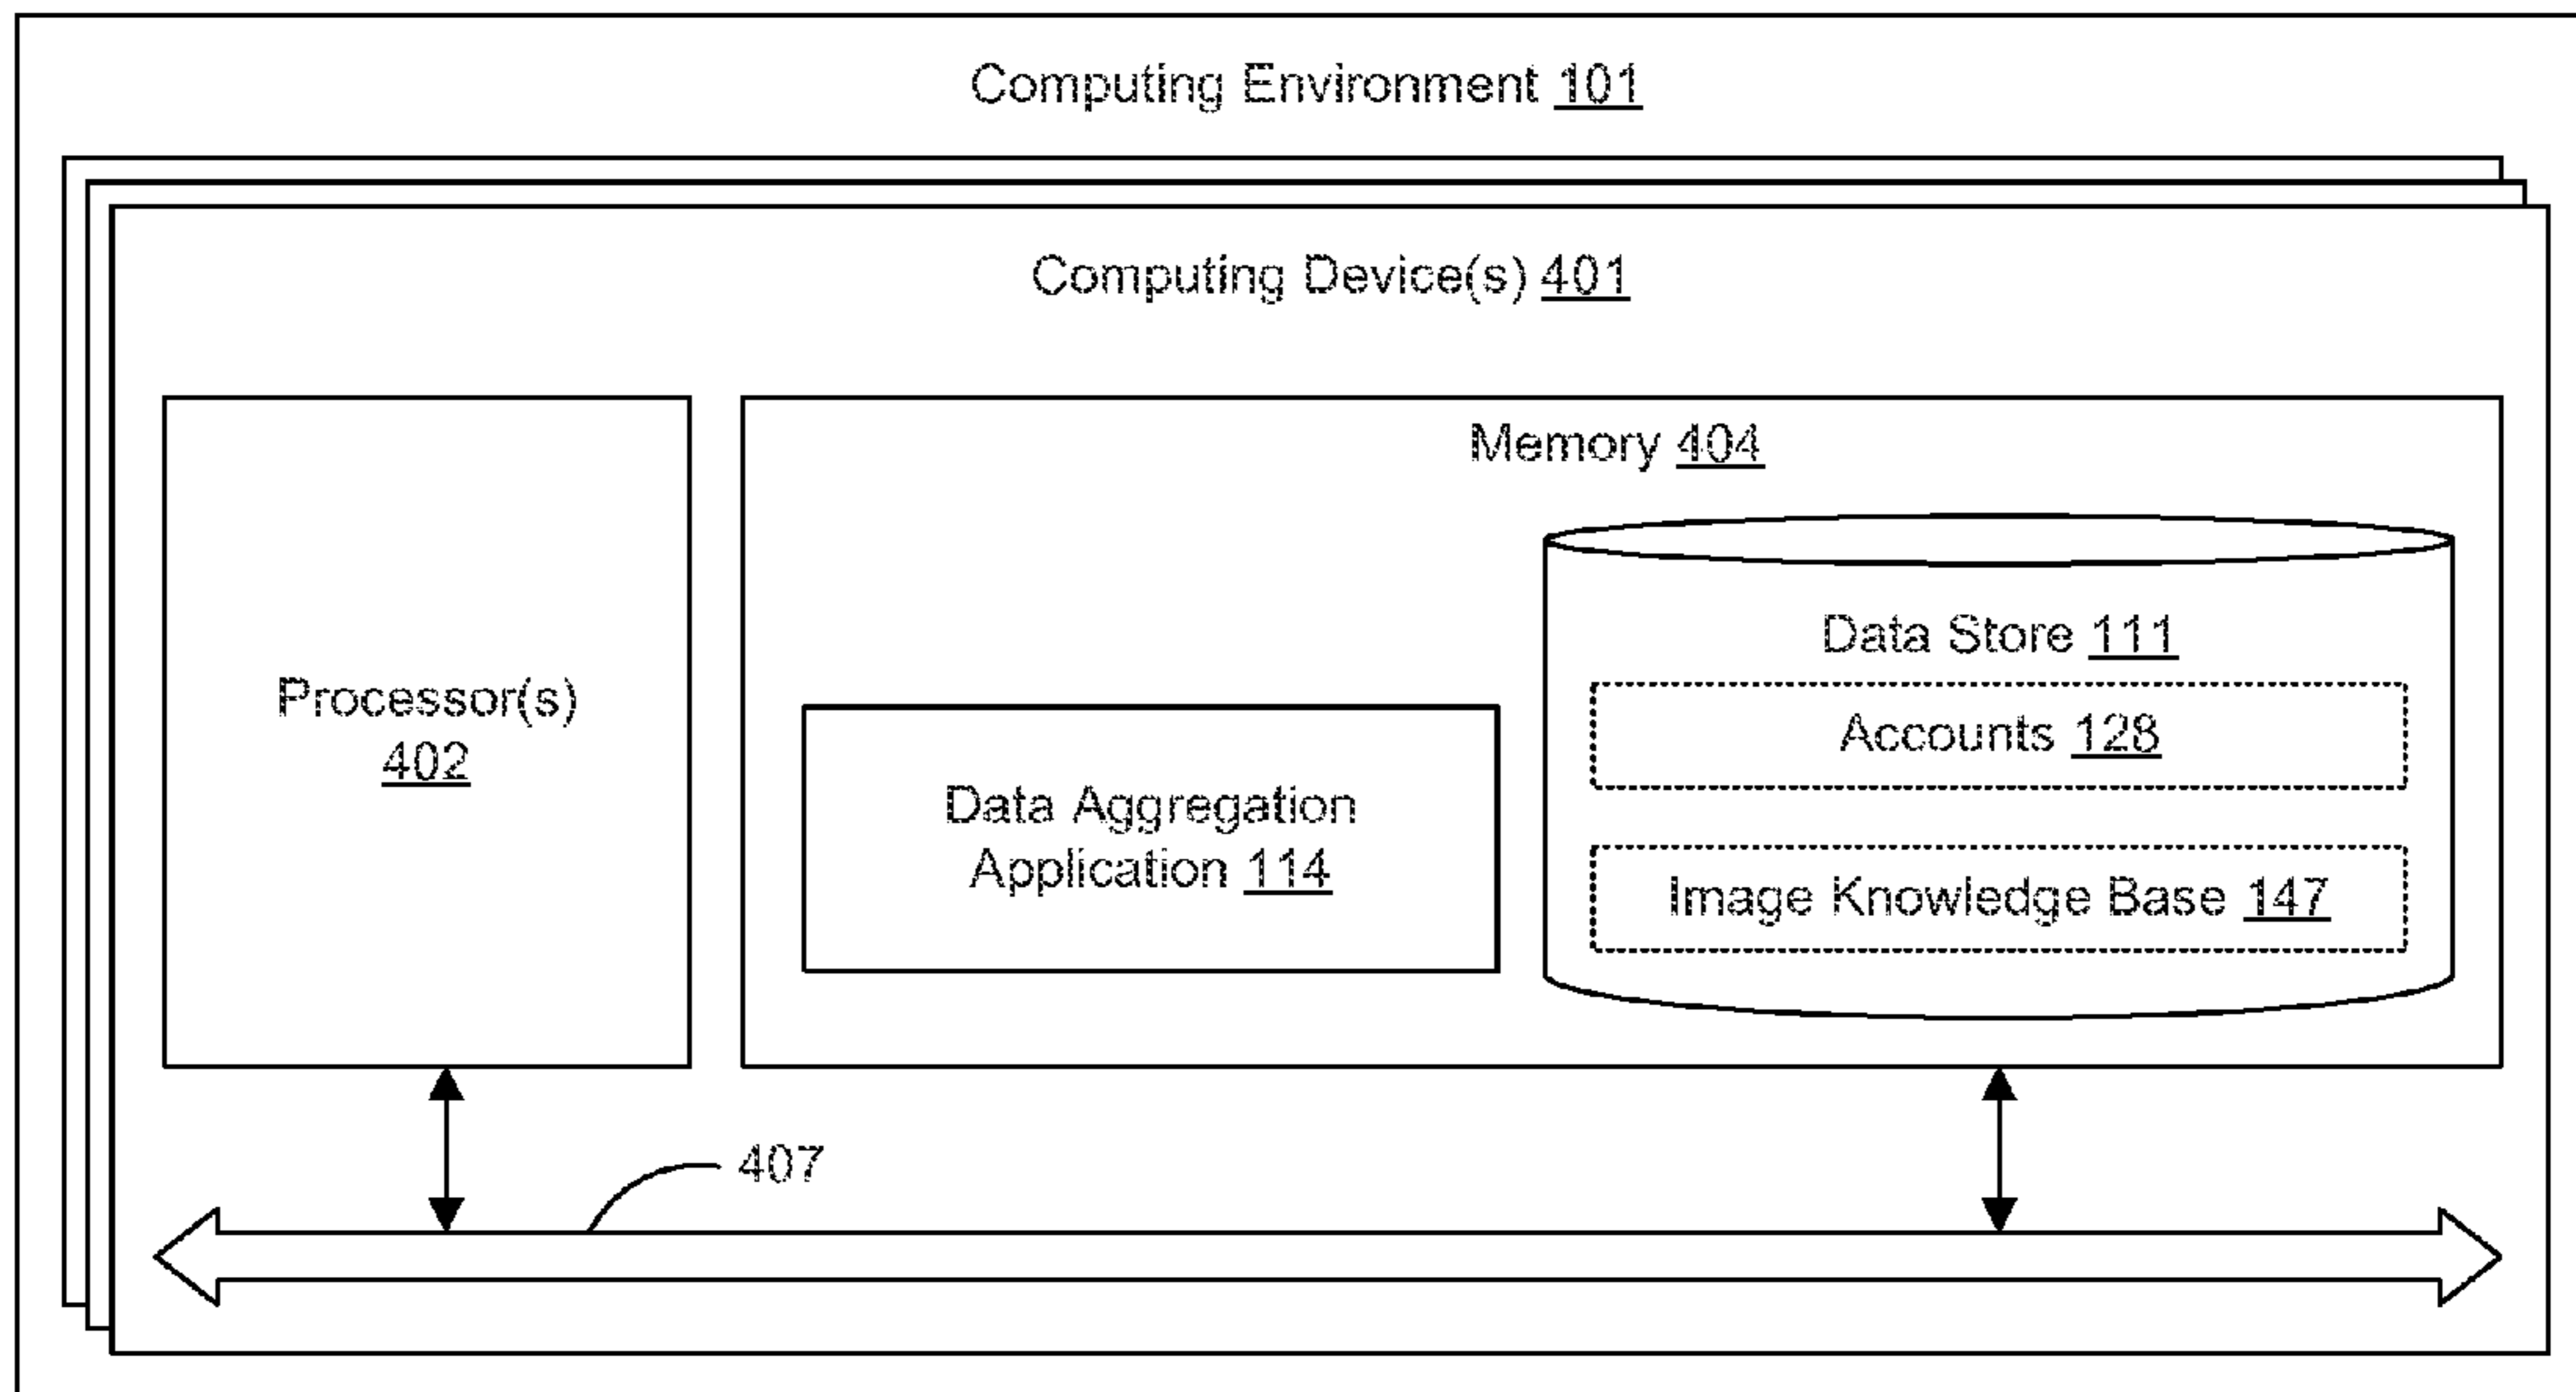 Computing Environment 101
Computing Device(s) 401
Memory 404
Processor(s)
402
Data Aggregation
Application 114
Data Store 111
Accounts 128
Image Knowledge Base 147
407